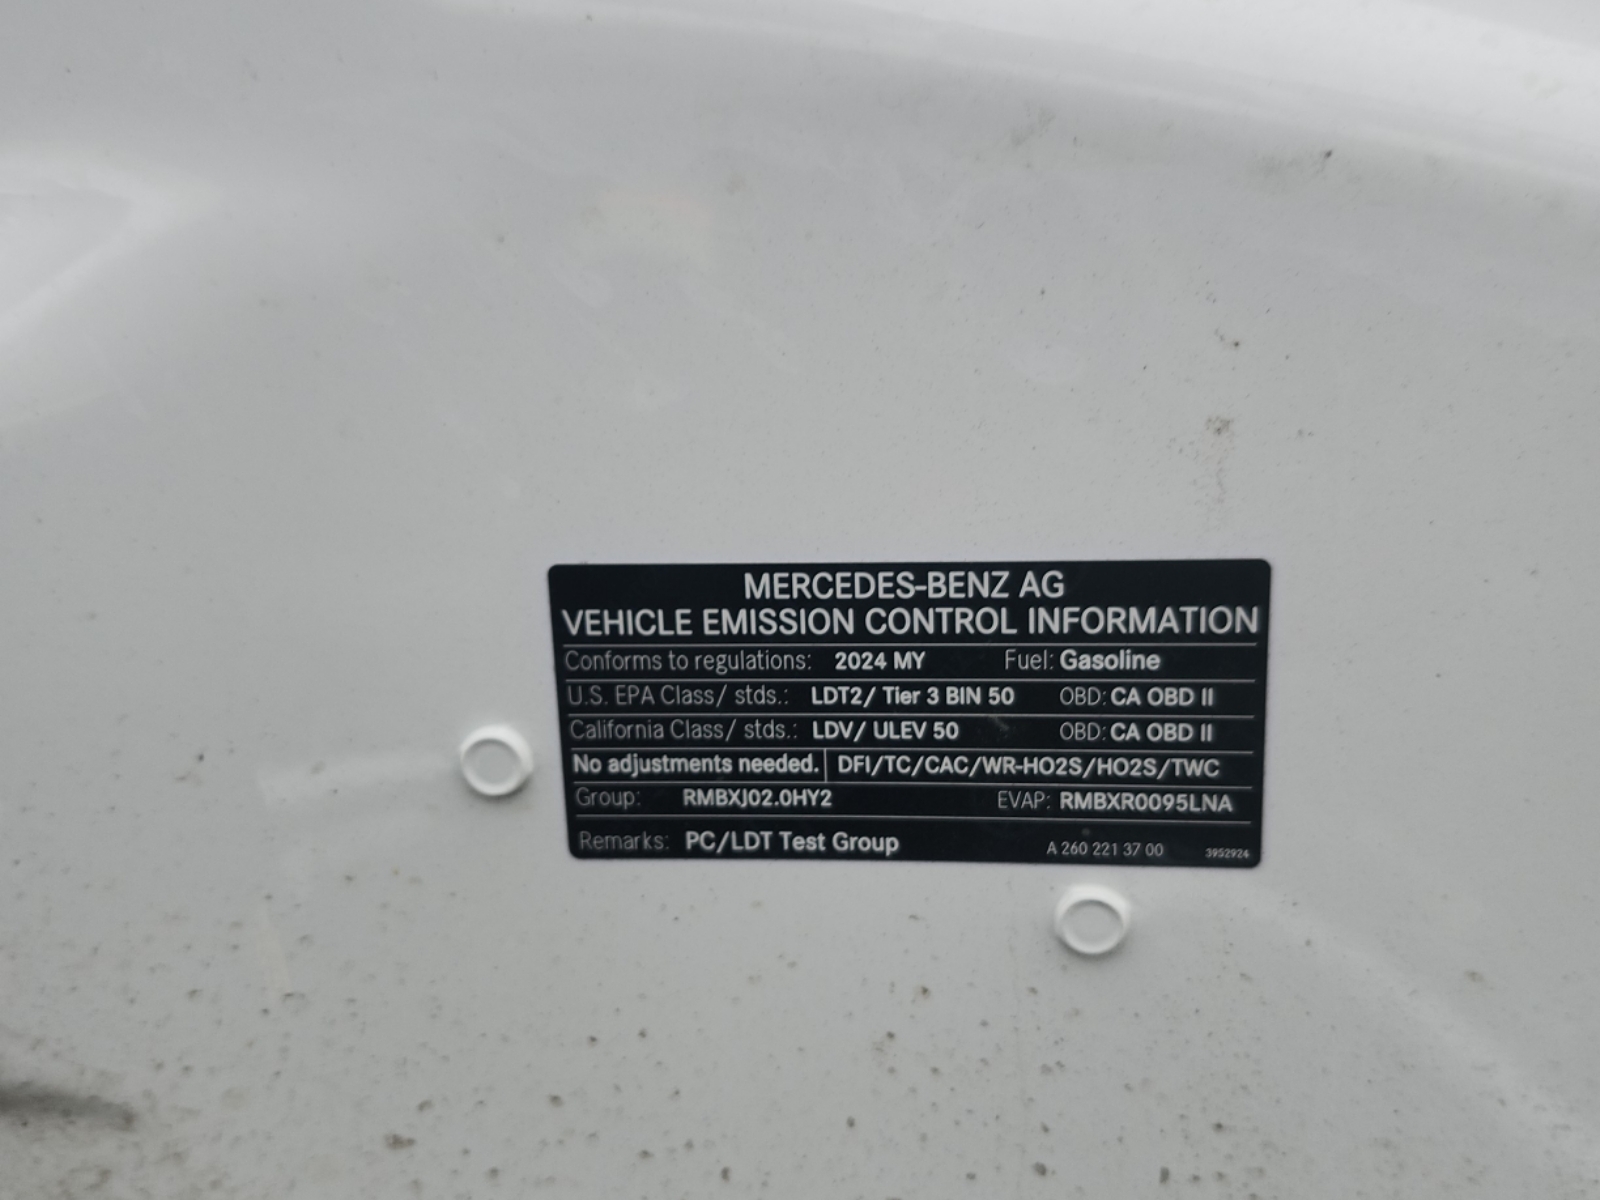 MERCEDES-BENZ AG
VEHICLE EMISSION CONTROL INFORMATION
Conforms to regulations: 2024 MY Fuel: Gasoline
U.S. EPA Class/ stds.: LDT2/ Tier 3 BIN 50 OBD: CA OBD II
California Class/ stds.: LDV/ ULEV 50 OBD: CA OBD II
No adjustments needed. DFI/TC/CAC/WR-HO2S/HO2S/TWC
Group: RMBXJ02.0HY2 EVAP: RMBXR0095LNA
Remarks: PC/LDT Test Group A 260 221 37 00 3952924